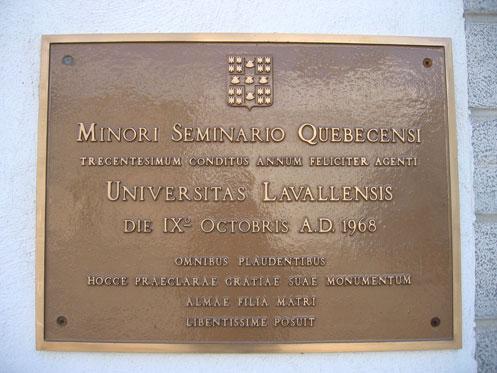 MINORI SEMINARIO QUEBECENSI
TRECENTESIMUM CONDITUS ANNUM FELICITER AGENTI
UNIVERSITAS LAVALLENSIS
DIE IXº OCTOBRIS A.D. 1968
OMNIBUS PLAUDENTIBUS
HOCCE PRAECLARAE GRATIAE SUAE MONUMENTUM
ALMAE FILIA MATRI
LIBENTISSIME POSUIT